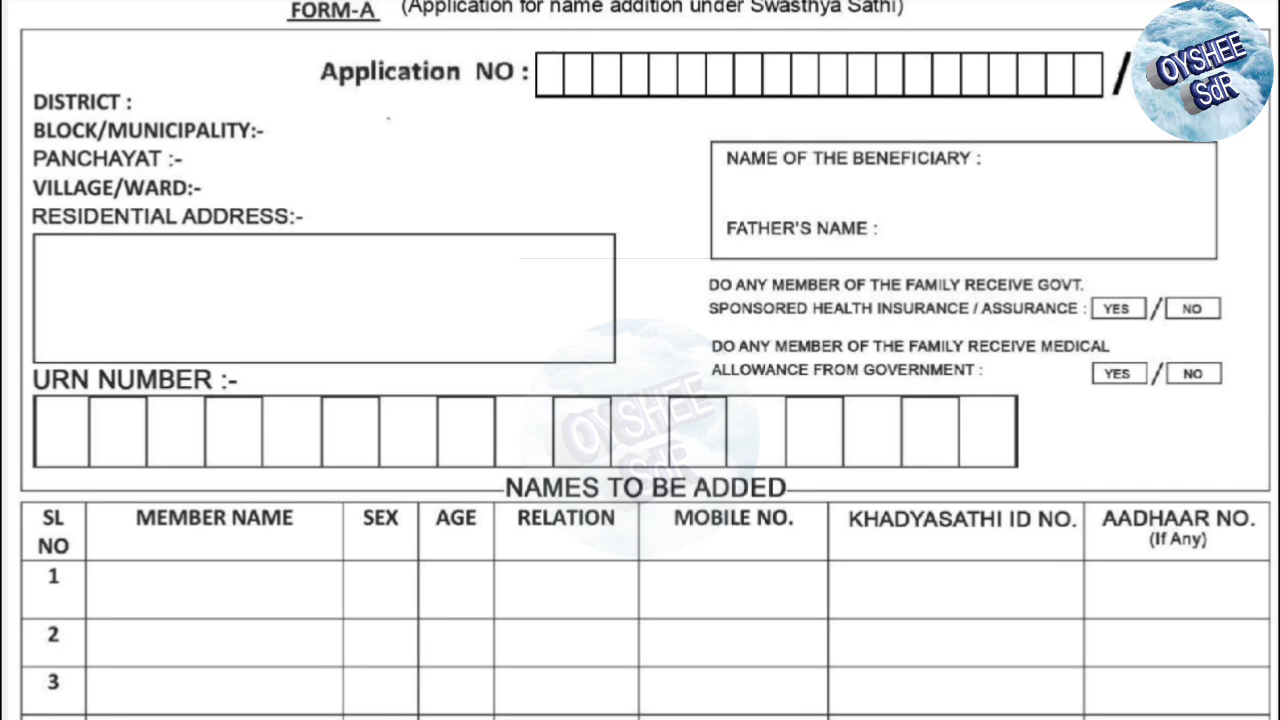 FORM-A (Application for name addition under Swasthya Sathi)
Application NO :
/
OYSHEE
SdR
DISTRICT :
BLOCK/MUNICIPALITY:-
PANCHAYAT :-
VILLAGE/WARD:-
RESIDENTIAL ADDRESS:-
NAME OF THE BENEFICIARY :
FATHER'S NAME :
DO ANY MEMBER OF THE FAMILY RECEIVE GOVT.
SPONSORED HEALTH INSURANCE / ASSURANCE : YES / NO
DO ANY MEMBER OF THE FAMILY RECEIVE MEDICAL
ALLOWANCE FROM GOVERNMENT : YES / NO
URN NUMBER :-
OYSHEE
SdR
NAMES TO BE ADDED
SL NO MEMBER NAME SEX AGE RELATION MOBILE NO. KHADYASATHI ID NO. AADHAAR NO. (If Any)
1
2
3